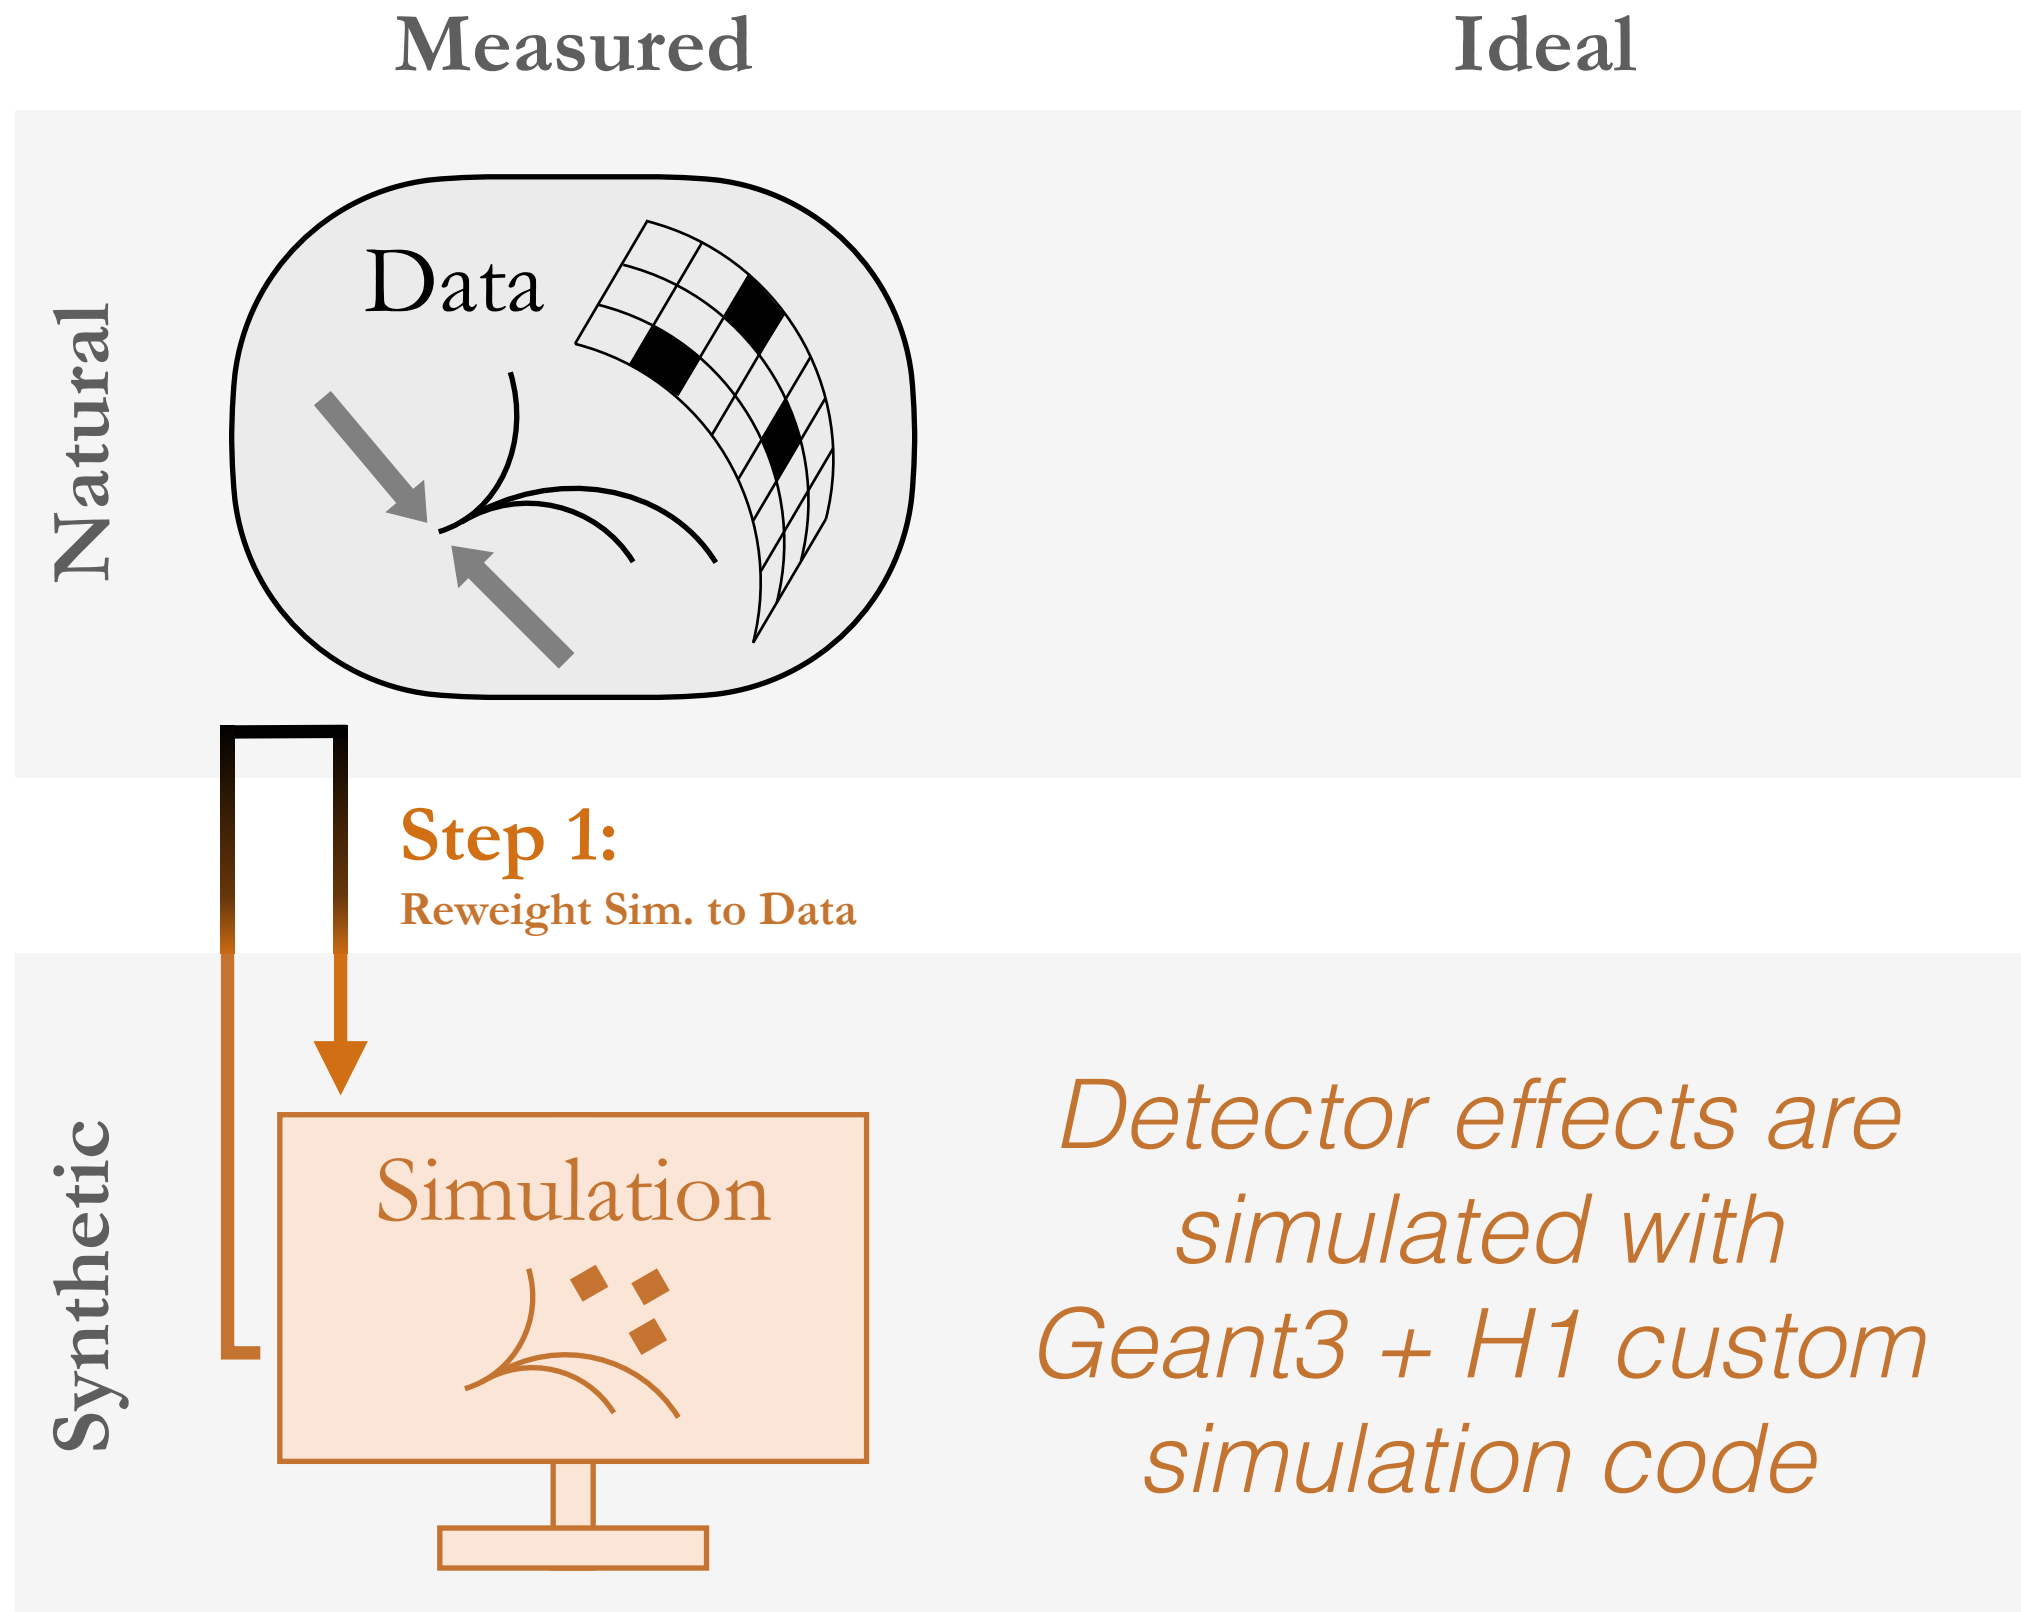 Measured
Ideal
Natural
Data
Step 1:
Reweight Sim. to Data
Synthetic
Simulation
Detector effects are
simulated with
Geant3 + H1 custom
simulation code